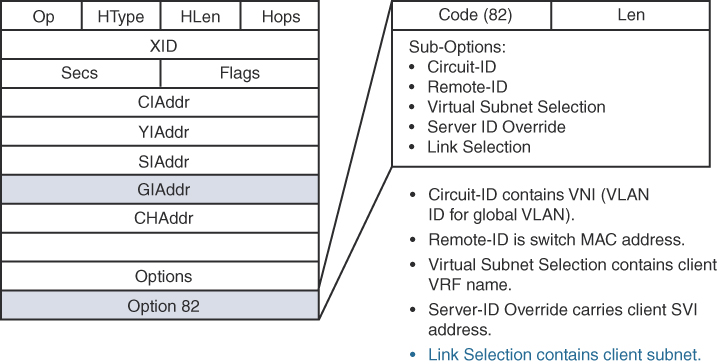 Op HType HLen Hops
XID
Secs Flags
CIAddr
YIAddr
SIAddr
GIAddr
CHAddr
Options
Option 82
Code (82) Len
Sub-Options:
• Circuit-ID
• Remote-ID
• Virtual Subnet Selection
• Server ID Override
• Link Selection
• Circuit-ID contains VNI (VLAN
ID for global VLAN).
• Remote-ID is switch MAC address.
• Virtual Subnet Selection contains client
VRF name.
• Server-ID Override carries client SVI
address.
• Link Selection contains client subnet.